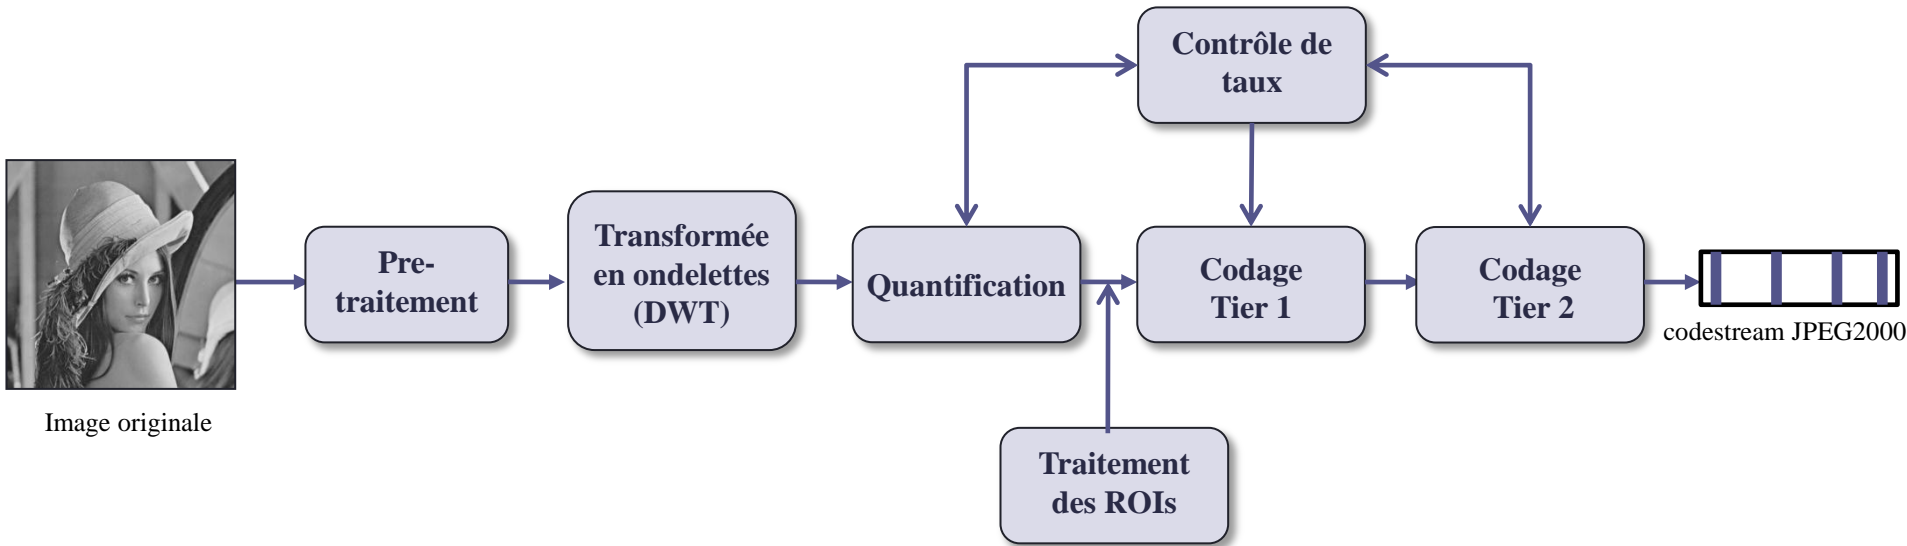 Contrôle de
taux
Pre-
traitement
Transformée
en ondelettes
(DWT)
Quantification
Codage
Tier 1
Codage
Tier 2
codestream JPEG2000
Image originale
Traitement
des ROIs